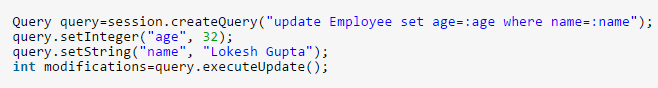 Query query=session.createQuery("update Employee set age=:age where name=:name");
query.setInteger("age", 32);
query.setString("name", "Lokesh Gupta");
int modifications=query.executeUpdate();